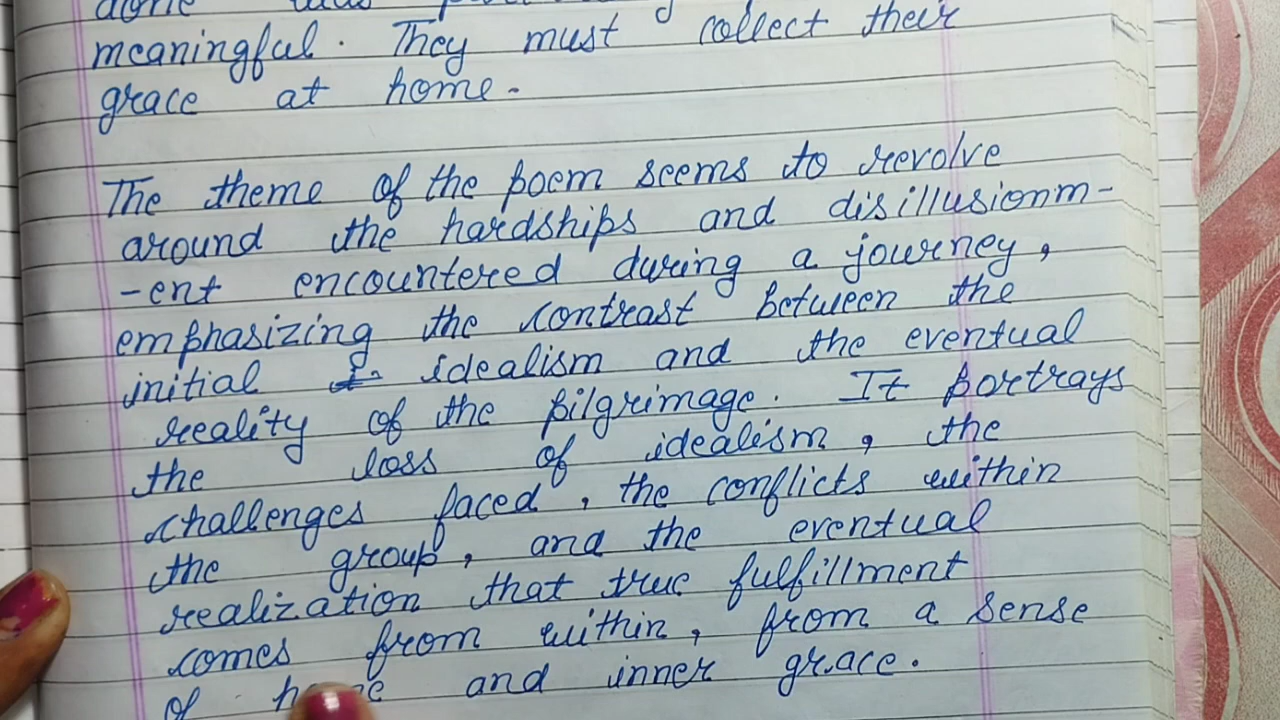 meaningful. They must collect their
grace at home.
The theme of the poem seems to revolve
around the hardships and disillusionm-
-ent encountered during a journey,
emphasizing the contrast between the
initial idealism and the eventual
reality of the pilgrimage. It portrays
the loss of idealism, the
challenges faced, the conflicts within
the group, and the eventual
realization that true fulfillment
comes from within, from a sense
of and inner grace.